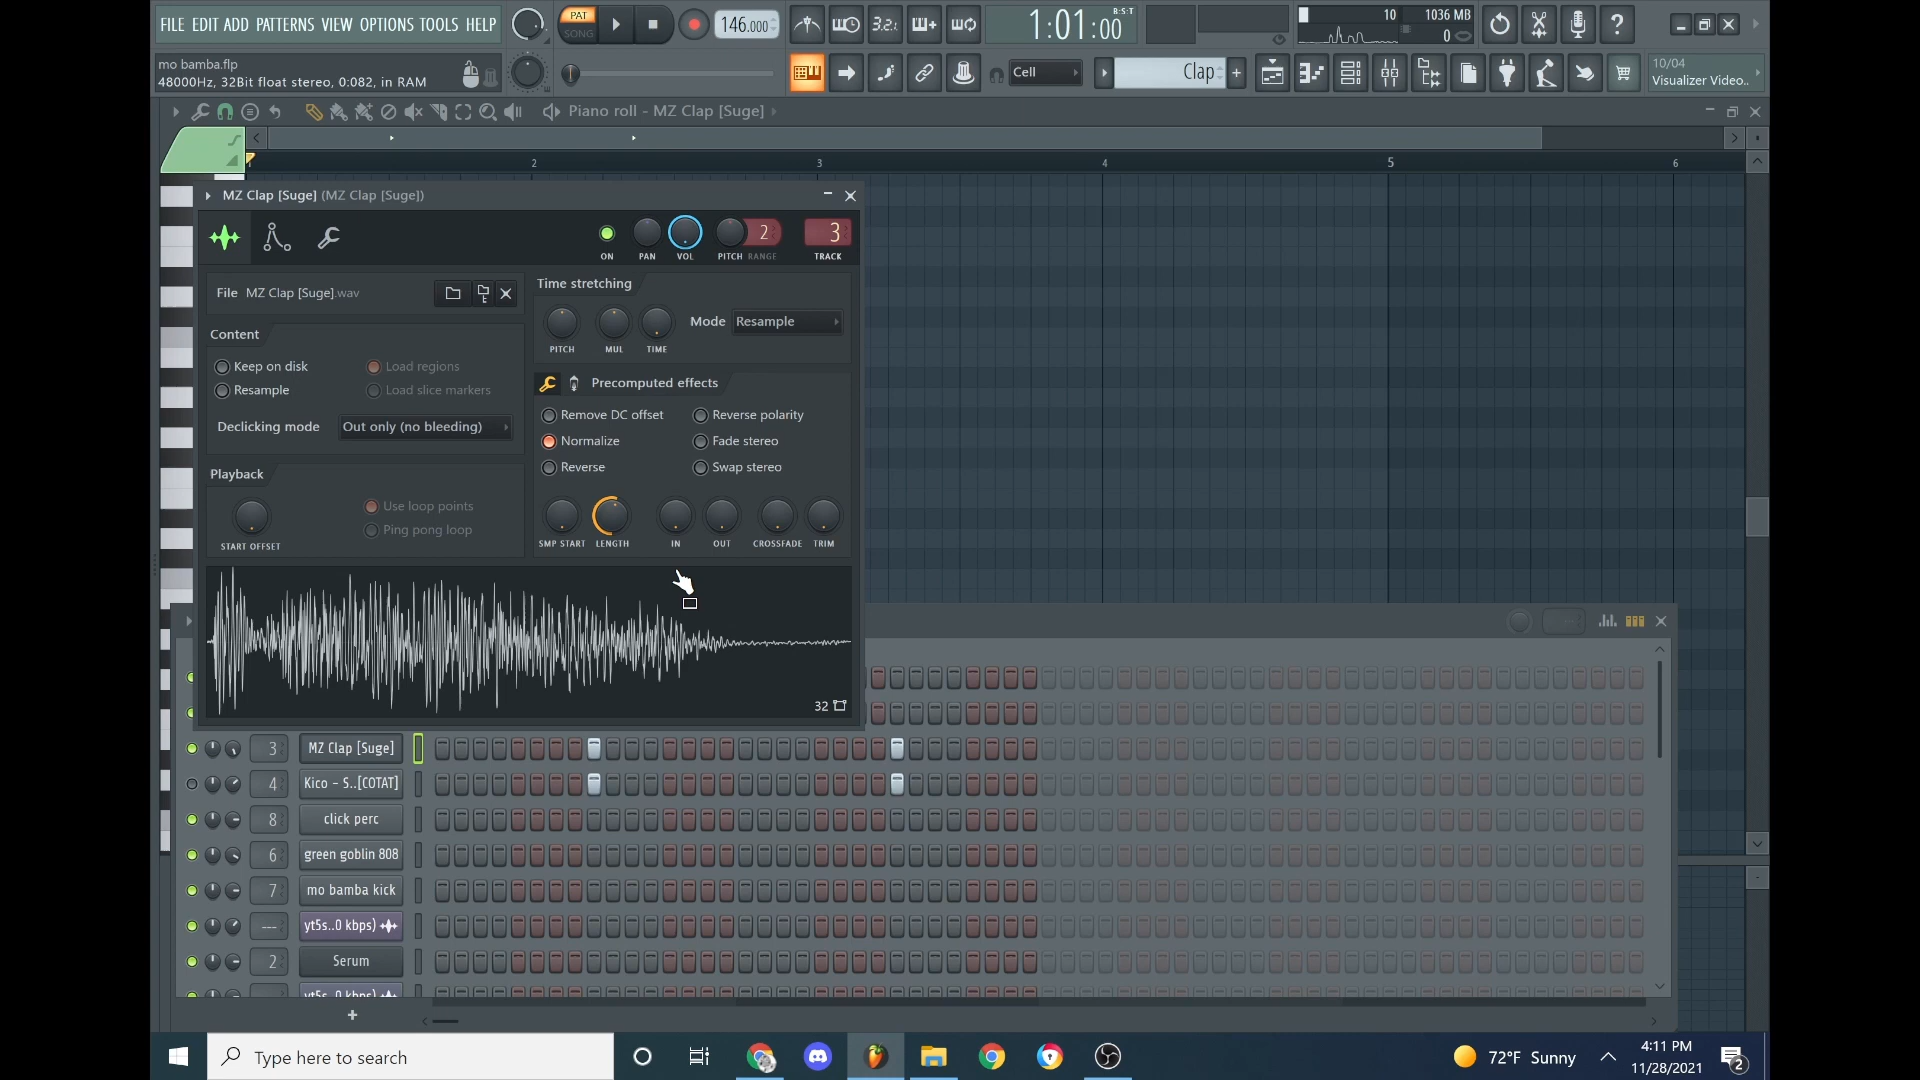 FILE EDIT ADD PATTERNS VIEW OPTIONS TOOLS HELP
PAT
SONG
146.000
3.2.
1:01:00
B:S:T
10
1036 MB
0
mo bamba.flp
48000Hz, 32Bit float stereo, 0:082, in RAM
Cell
Clap
10/04
Visualizer Video..
Piano roll - MZ Clap [Suge]
2
3
4
5
6
MZ Clap [Suge] (MZ Clap [Suge])
2
3
ON
PAN
VOL
PITCH
RANGE
TRACK
File
MZ Clap [Suge].wav
Time stretching
PITCH
MUL
TIME
Mode
Resample
Content
Keep on disk
Load regions
Resample
Load slice markers
Declicking mode
Out only (no bleeding)
Precomputed effects
Remove DC offset
Reverse polarity
Normalize
Fade stereo
Reverse
Swap stereo
Playback
START OFFSET
Use loop points
Ping pong loop
SMP START
LENGTH
IN
OUT
CROSSFADE
TRIM
32
3
MZ Clap [Suge]
4
Kico - S..[COTAT]
8
click perc
6
green goblin 808
7
mo bamba kick
---
yt5s..0 kbps)
2
Serum
yt5s..0 kbps)
+
Type here to search
72°F Sunny
4:11 PM
11/28/2021
2